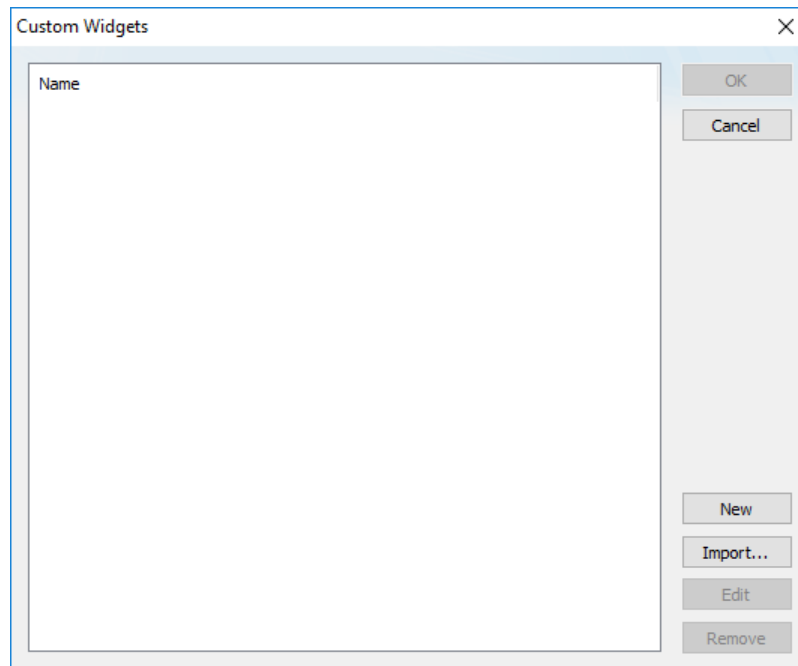 Custom Widgets
Name
OK
Cancel
New
Import...
Edit
Remove